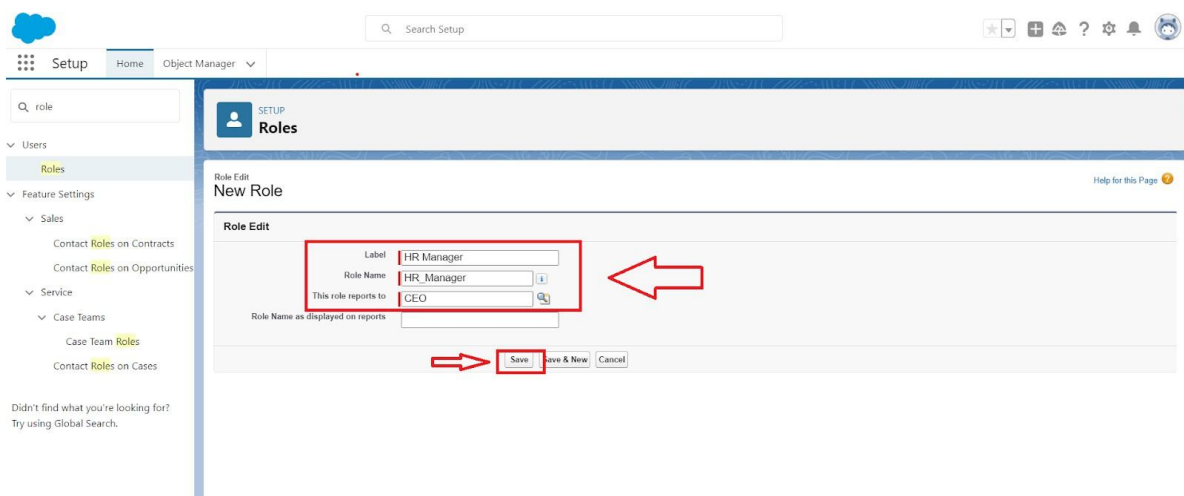 Search Setup
Setup
Home
Object Manager
role
Users
Roles
Feature Settings
Sales
Contact Roles on Contracts
Contact Roles on Opportunities
Service
Case Teams
Case Team Roles
Contact Roles on Cases
Didn't find what you're looking for?
Try using Global Search.
SETUP
Roles
Role Edit
New Role
Help for this Page
Role Edit
Label HR Manager
Role Name HR_Manager
This role reports to CEO
Role Name as displayed on reports
Save Save & New Cancel